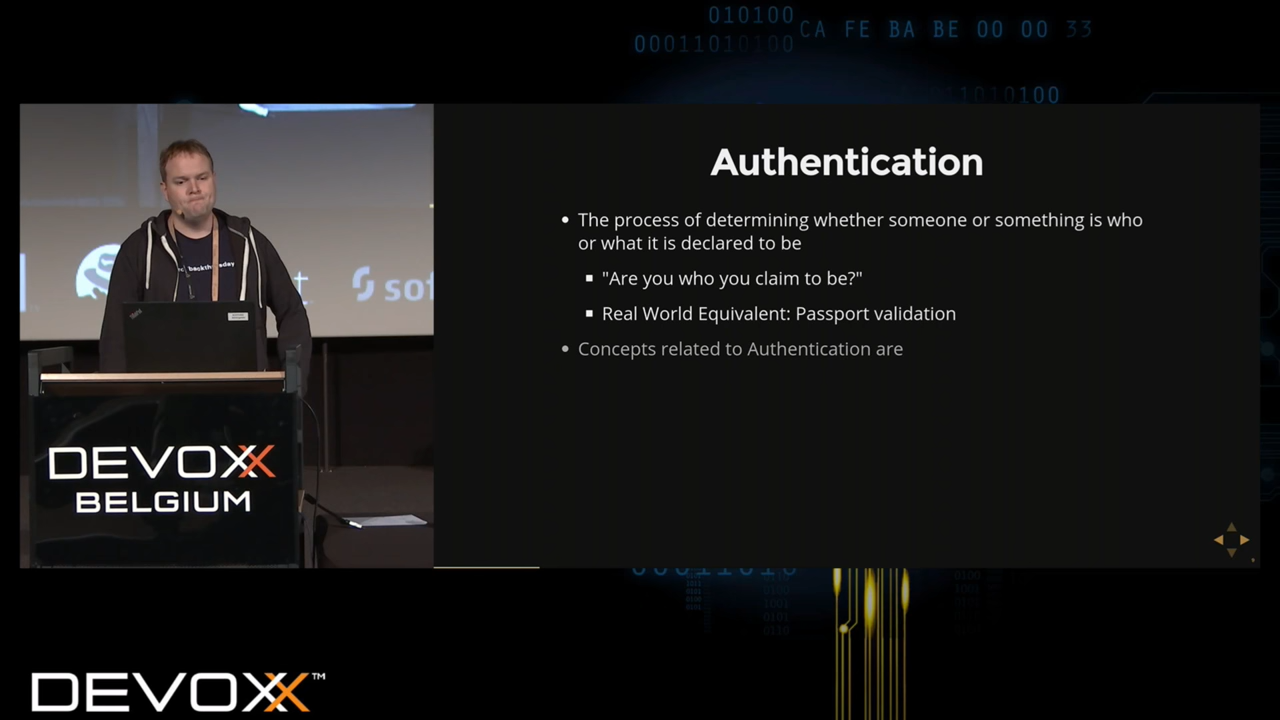 010100
00011010100
CA FE BA BE 00 00 33
1010100
Authentication
The process of determining whether someone or something is who
or what it is declared to be
"Are you who you claim to be?"
Real World Equivalent: Passport validation
Concepts related to Authentication are
DEVOXX
BELGIUM
DEVOXX™